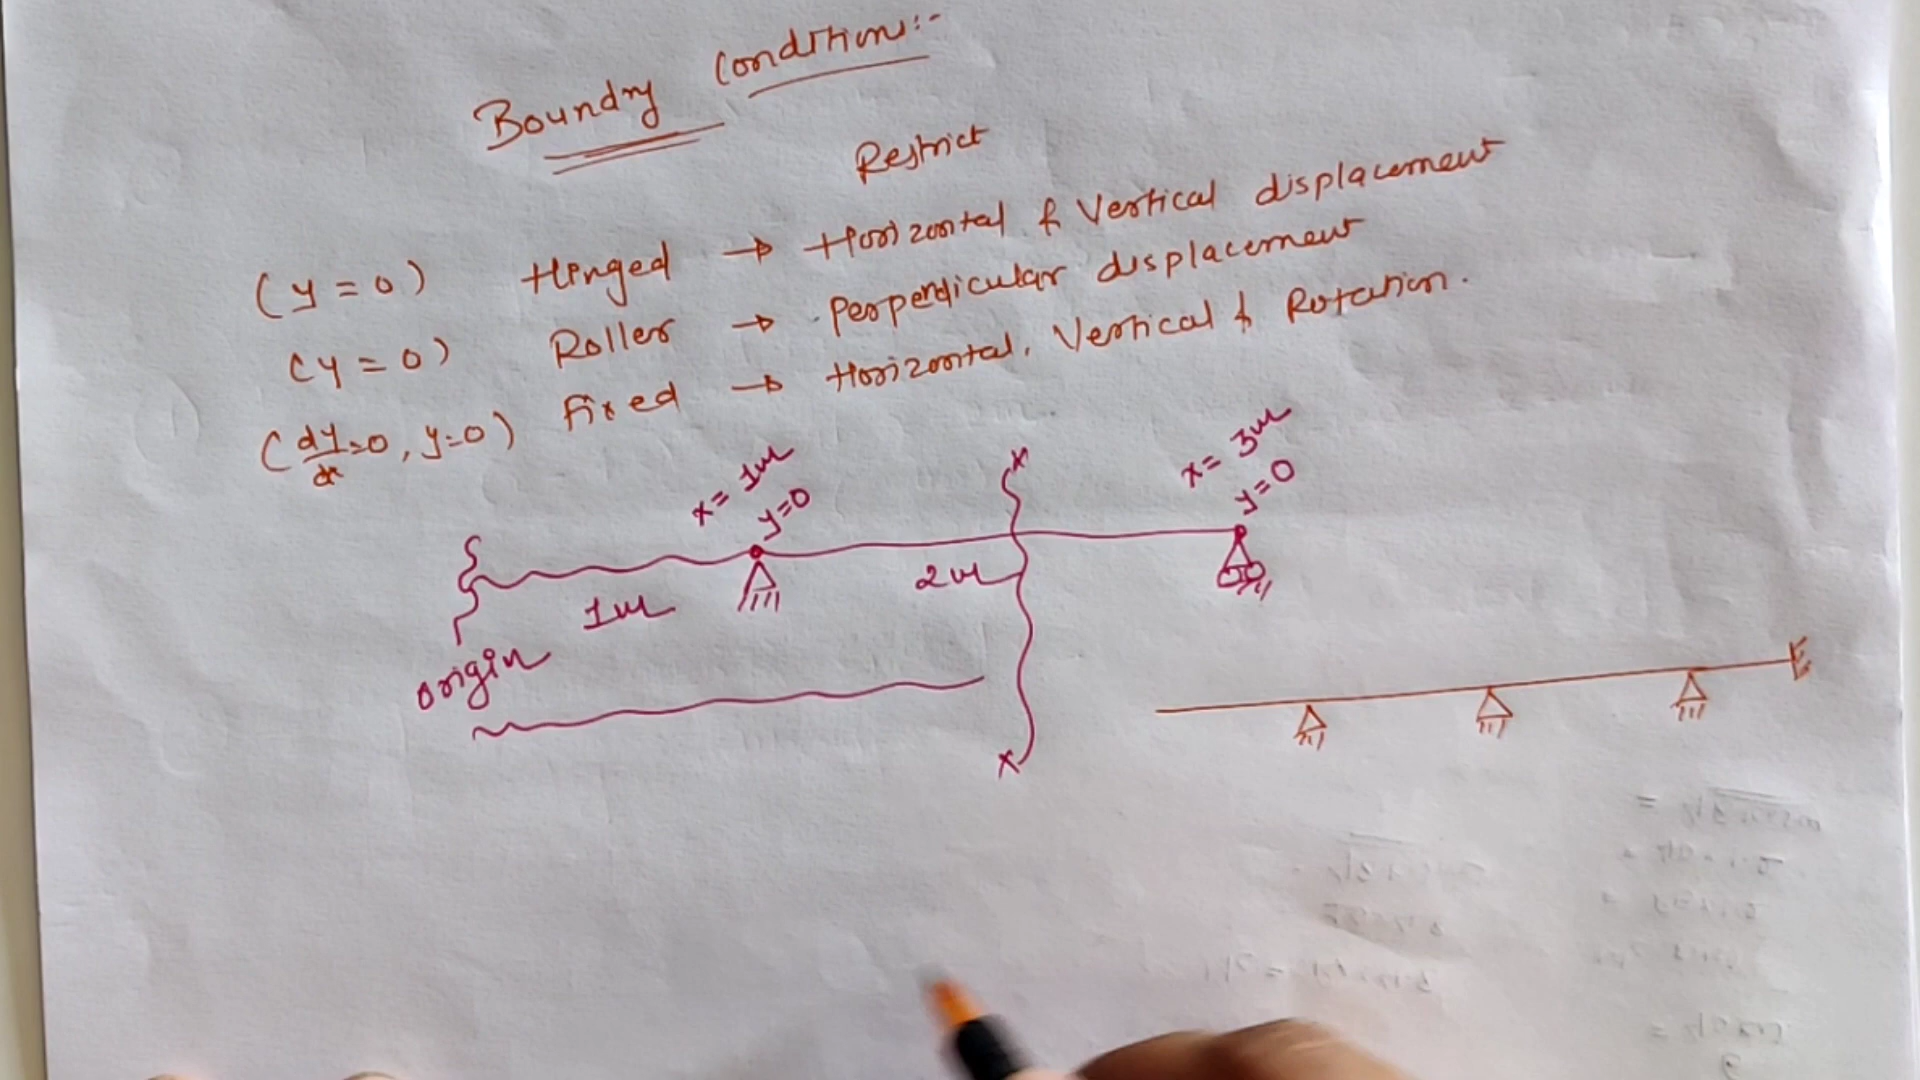 Boundry Conditions:-
Restrict
(y=0) Hinged → Horizontal & Vertical displacement
(y=0) Roller → Perpendicular displacement
(dy/dx=0, y=0) Fixed → Horizontal, Vertical & Rotation.
x=1m
y=0
x
x=3m
y=0
1m
2m
origin
x